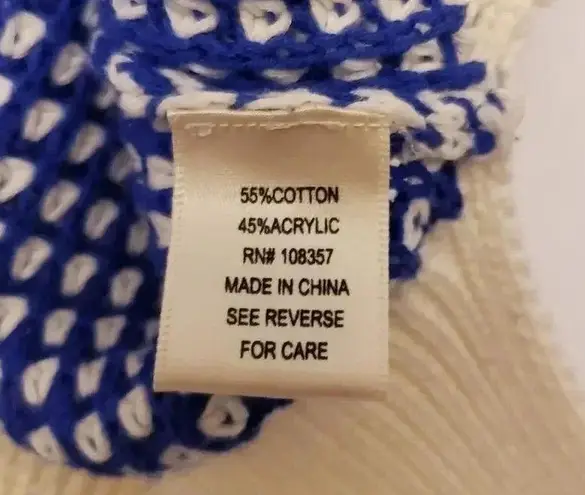 55%COTTON
45%ACRYLIC
RN# 108357
MADE IN CHINA
SEE REVERSE
FOR CARE